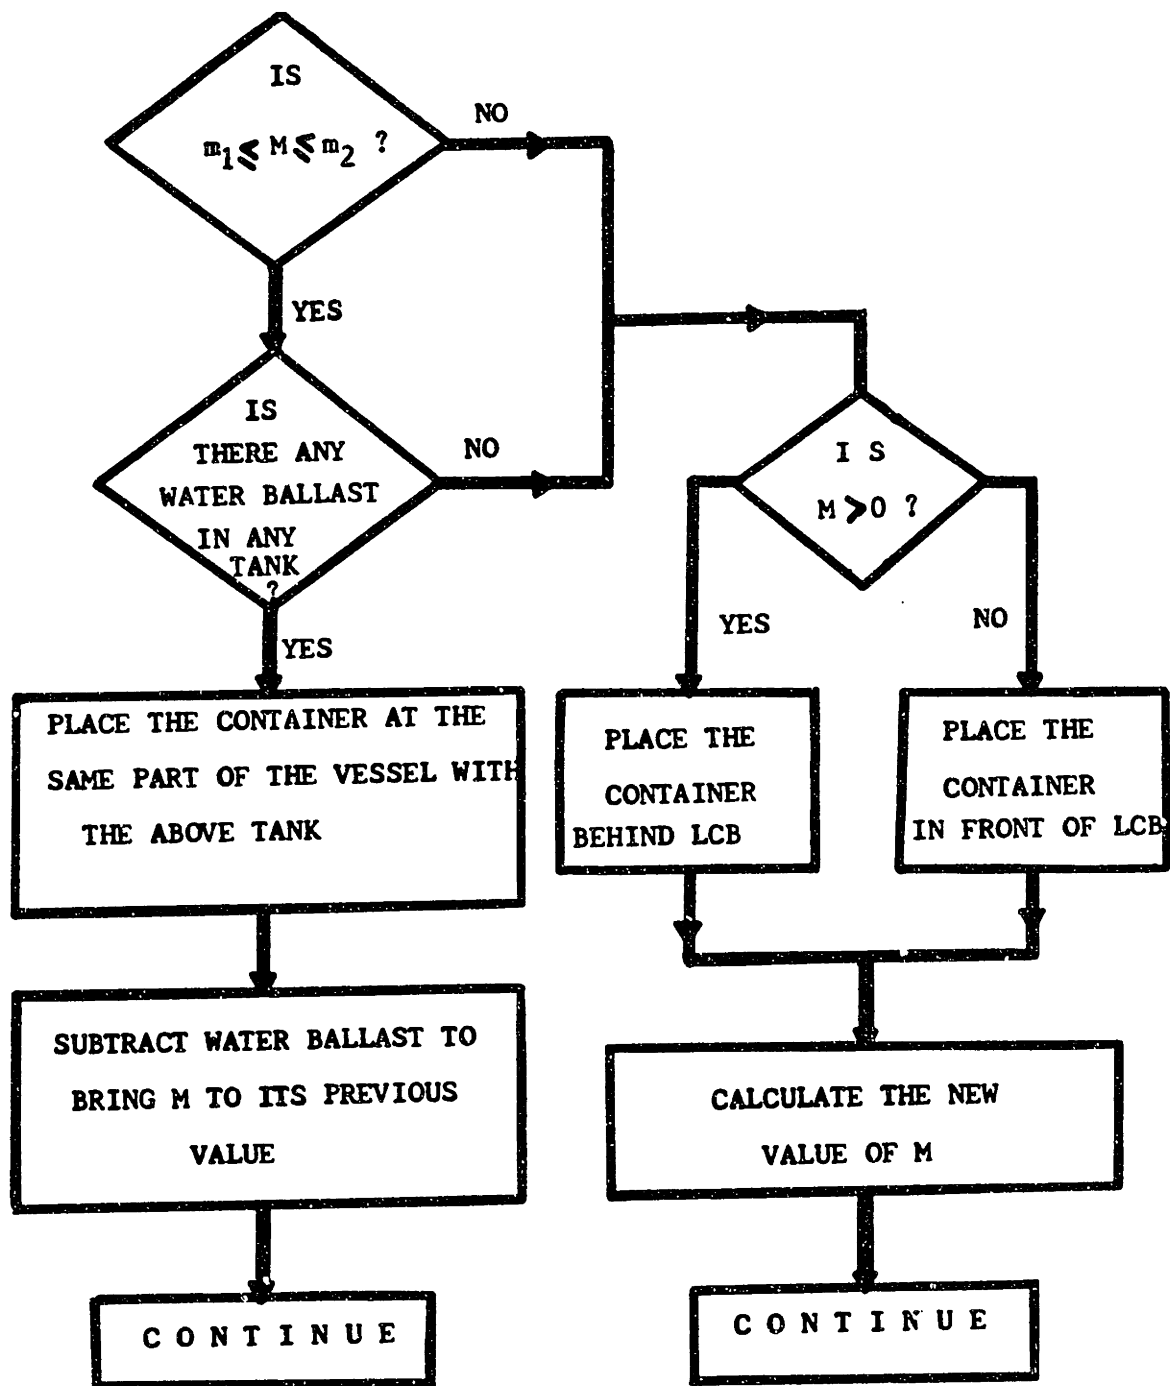 IS
m1≤ M ≤m2 ?
NO
YES
IS
THERE ANY
WATER BALLAST
IN ANY
TANK
?
NO
YES
I S
M >0 ?
YES
NO
PLACE THE CONTAINER AT THE
SAME PART OF THE VESSEL WITH
THE ABOVE TANK
PLACE THE
CONTAINER
BEHIND LCB
PLACE THE
CONTAINER
IN FRONT OF LCB
SUBTRACT WATER BALLAST TO
BRING M TO ITS PREVIOUS
VALUE
CALCULATE THE NEW
VALUE OF M
C O N T I N U E
C O N T I N U E